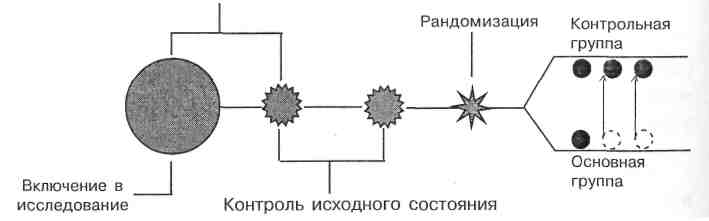 Рандомизация
Контрольная
группа
Включение в
исследование
Контроль исходного состояния
Основная
группа